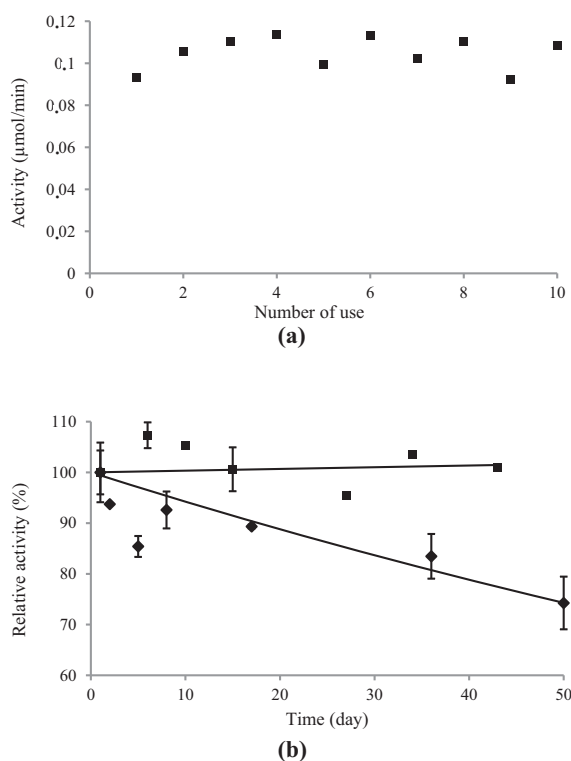 0.12
0.1
0.08
0.06
0.04
0.02
0
Activity (µmol/min)
0 2 4 6 8 10
Number of use
(a)
110
100
90
80
70
60
Relative activity (%)
0 10 20 30 40 50
Time (day)
(b)